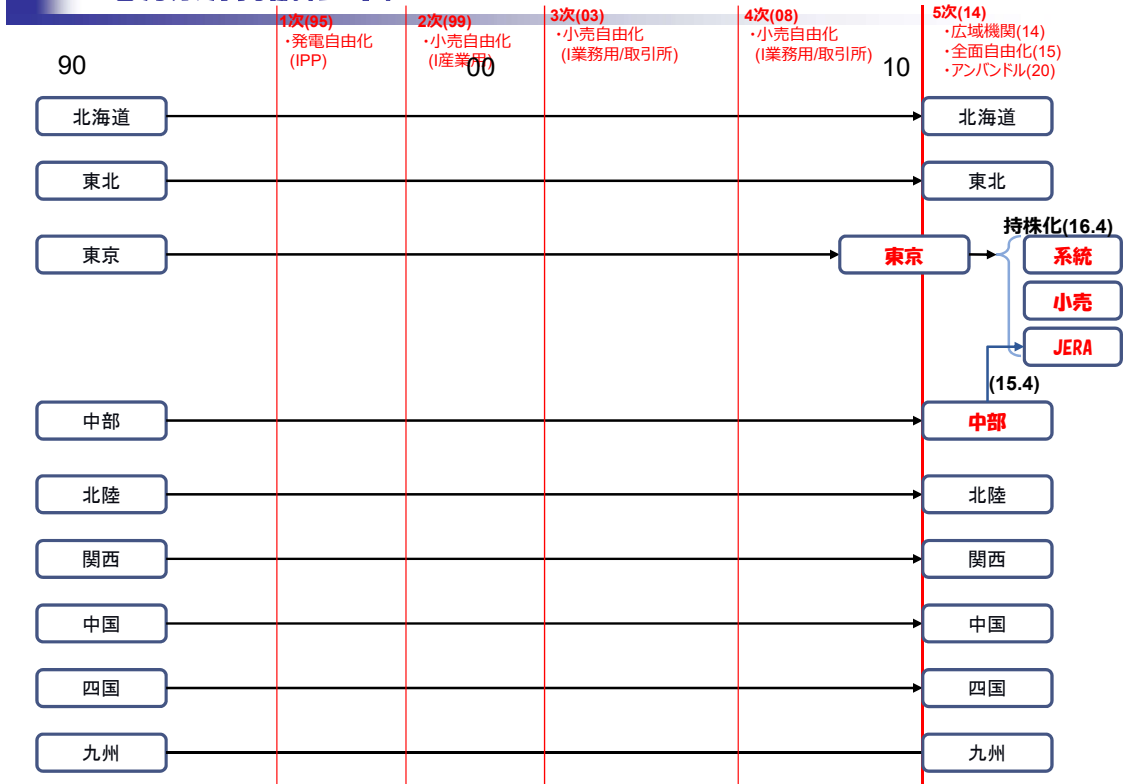 1次(95)
・発電自由化
(IPP)
2次(99)
・小売自由化
(I産業用)
3次(03)
・小売自由化
(I業務用/取引所)
4次(08)
・小売自由化
(I業務用/取引所)
5次(14)
・広域機関(14)
・全面自由化(15)
・アンバンドル(20)
90
00
10
北海道
北海道
東北
東北
持株化(16.4)
東京
東京
系統
小売
JERA
(15.4)
中部
中部
北陸
北陸
関西
関西
中国
中国
四国
四国
九州
九州